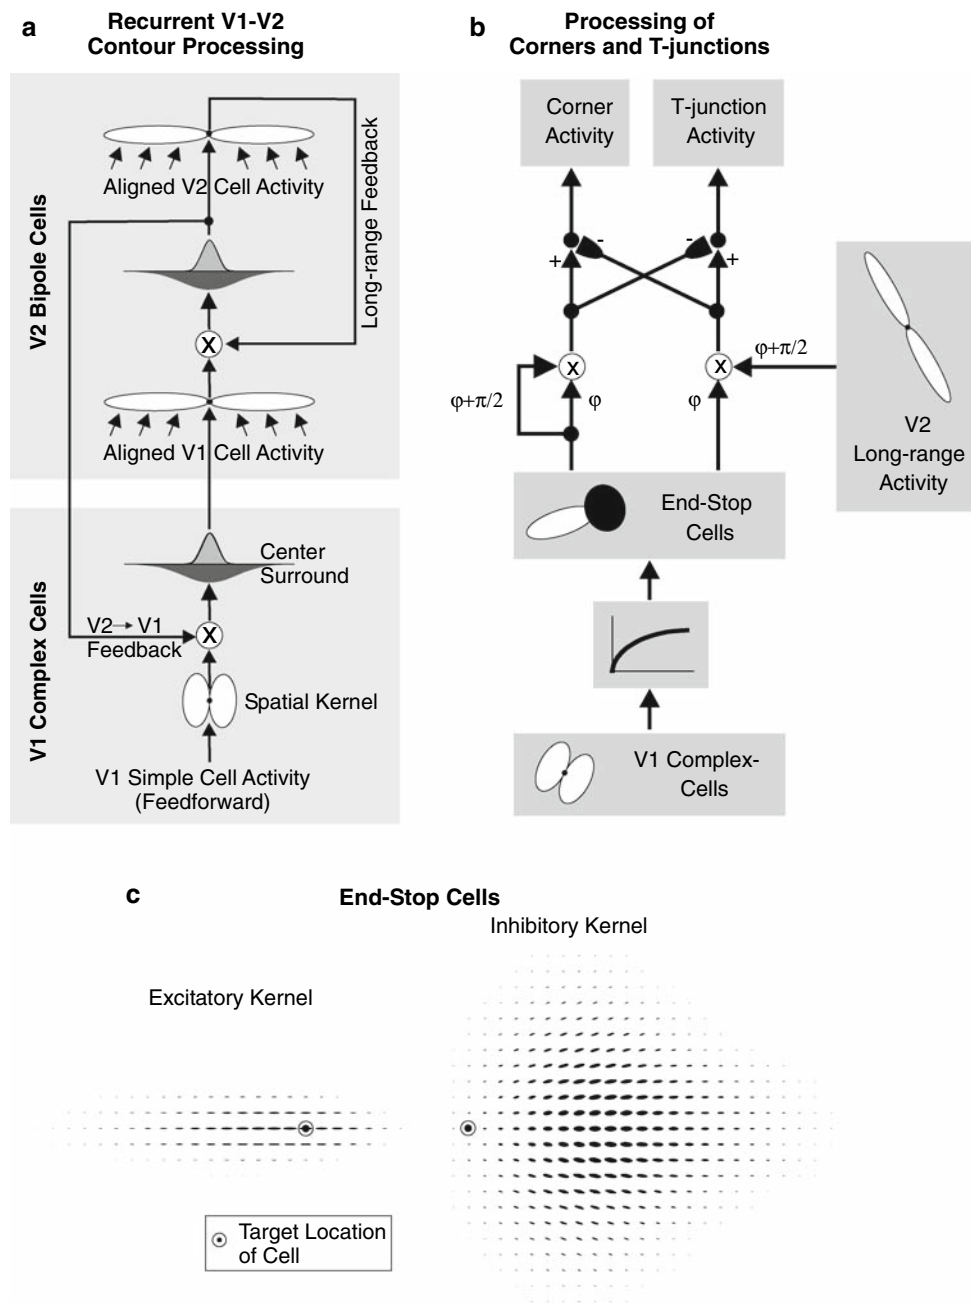 a
Recurrent V1-V2
Contour Processing
V2 Bipole Cells
Aligned V2 Cell Activity
Long-range Feedback
X
Aligned V1 Cell Activity
V1 Complex Cells
Center
Surround
V2→ V1
Feedback
X
Spatial Kernel
V1 Simple Cell Activity
(Feedforward)
b
Processing of
Corners and T-junctions
Corner
Activity
T-junction
Activity
- -
+ +
φ+π/2
X
φ
X
φ
φ+π/2
V2
Long-range
Activity
End-Stop
Cells
V1 Complex-
Cells
c
End-Stop Cells
Inhibitory Kernel
Excitatory Kernel
Target Location
of Cell